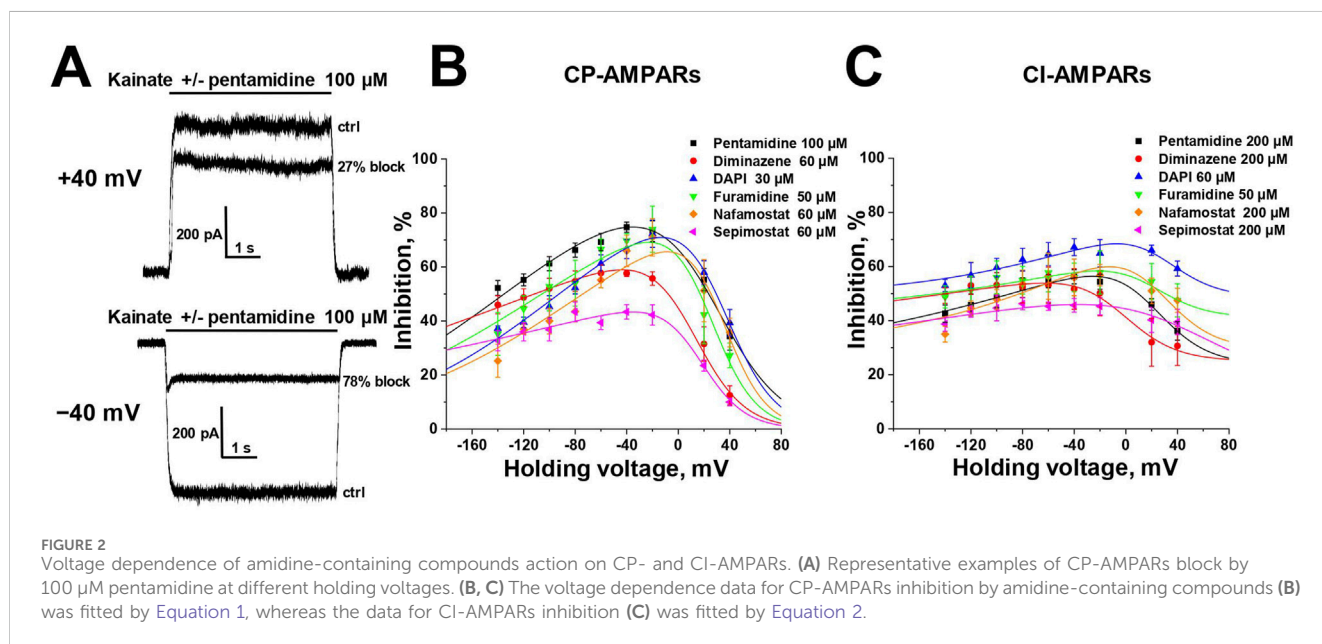 A
Kainate +/- pentamidine 100 µM
ctrl
27% block
+40 mV
200 pA
1 s
Kainate +/- pentamidine 100 µM
78% block
−40 mV
200 pA
1 s
ctrl
B
CP-AMPARs
Pentamidine 100 µM
Diminazene 60 µM
DAPI 30 µM
Furamidine 50 µM
Nafamostat 60 µM
Sepimostat 60 µM
Inhibition, %
100
80
60
40
20
0
-160 -120 -80 -40 0 40 80
Holding voltage, mV
C
CI-AMPARs
Pentamidine 200 µM
Diminazene 200 µM
DAPI 60 µM
Furamidine 50 µM
Nafamostat 200 µM
Sepimostat 200 µM
Inhibition, %
100
80
60
40
20
0
-160 -120 -80 -40 0 40 80
Holding voltage, mV
FIGURE 2
Voltage dependence of amidine-containing compounds action on CP- and CI-AMPARs. (A) Representative examples of CP-AMPARs block by
100 µM pentamidine at different holding voltages. (B, C) The voltage dependence data for CP-AMPARs inhibition by amidine-containing compounds (B)
was fitted by Equation 1, whereas the data for CI-AMPARs inhibition (C) was fitted by Equation 2.